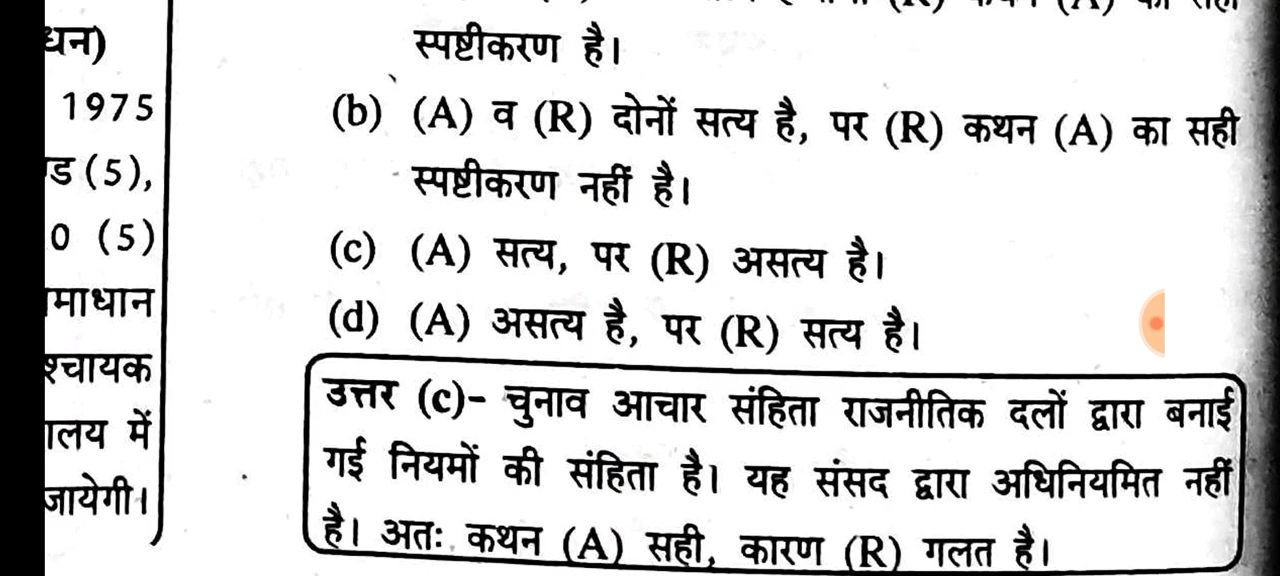 धन)
1975
ड (5),
0 (5)
माधान
श्चायक
ालय में
जायेगी।
स्पष्टीकरण है।
(b) (A) व (R) दोनों सत्य है, पर (R) कथन (A) का सही
स्पष्टीकरण नहीं है।
(c) (A) सत्य, पर (R) असत्य है।
(d) (A) असत्य है, पर (R) सत्य है।
उत्तर (c)- चुनाव आचार संहिता राजनीतिक दलों द्वारा बनाई
गई नियमों की संहिता है। यह संसद द्वारा अधिनियमित नहीं
है। अतः कथन (A) सही, कारण (R) गलत है।